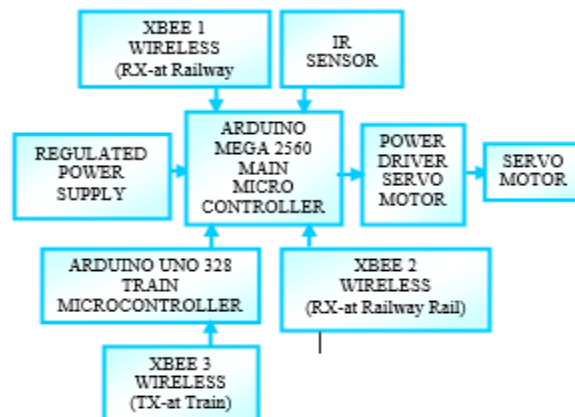 XBEE 1
WIRELESS
(RX-at Railway
IR
SENSOR
REGULATED
POWER
SUPPLY
ARDUINO
MEGA 2560
MAIN
MICRO
CONTROLLER
POWER
DRIVER
SERVO
MOTOR
SERVO
MOTOR
ARDUINO UNO 328
TRAIN
MICROCONTROLLER
XBEE 2
WIRELESS
(RX-at Railway Rail)
XBEE 3
WIRELESS
(TX-at Train)